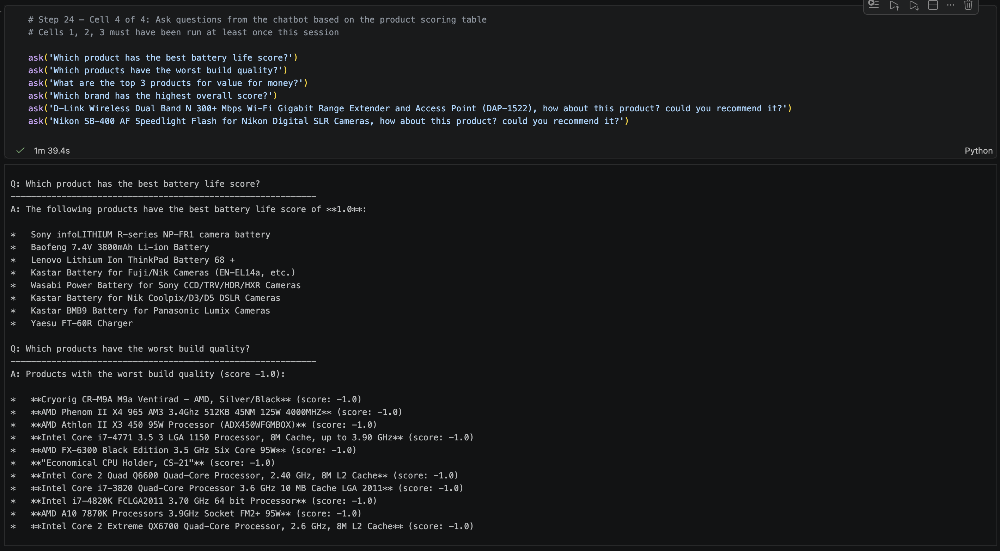 # Step 24 — Cell 4 of 4: Ask questions from the chatbot based on the product scoring table
# Cells 1, 2, 3 must have been run at least once this session
ask('Which product has the best battery life score?')
ask('Which products have the worst build quality?')
ask('What are the top 3 products for value for money?')
ask('Which brand has the highest overall score?')
ask('D-Link Wireless Dual Band N 300+ Mbps Wi-Fi Gigabit Range Extender and Access Point (DAP-1522), how about this product? could you recommend it?')
ask('Nikon SB-400 AF Speedlight Flash for Nikon Digital SLR Cameras, how about this product? could you recommend it?')
1m 39.4s
Python
Q: Which product has the best battery life score?
------------------------------------------------------------
A: The following products have the best battery life score of **1.0**:
*   Sony infoLITHIUM R-series NP-FR1 camera battery
*   Baofeng 7.4V 3800mAh Li-ion Battery
*   Lenovo Lithium Ion ThinkPad Battery 68 +
*   Kastar Battery for Fuji/Nik Cameras (EN-EL14a, etc.)
*   Wasabi Power Battery for Sony CCD/TRV/HDR/HXR Cameras
*   Kastar Battery for Nik Coolpix/D3/D5 DSLR Cameras
*   Kastar BMB9 Battery for Panasonic Lumix Cameras
*   Yaesu FT-60R Charger
Q: Which products have the worst build quality?
------------------------------------------------------------
A: Products with the worst build quality (score -1.0):
*   **Cryorig CR-M9A M9a Ventirad - AMD, Silver/Black** (score: -1.0)
*   **AMD Phenom II X4 965 AM3 3.4Ghz 512KB 45NM 125W 4000MHZ** (score: -1.0)
*   **AMD Athlon II X3 450 95W Processor (ADX450WFGMBOX)** (score: -1.0)
*   **Intel Core i7-4771 3.5 3 LGA 1150 Processor, 8M Cache, up to 3.90 GHz** (score: -1.0)
*   **AMD FX-6300 Black Edition 3.5 GHz Six Core 95W** (score: -1.0)
*   **"Economical CPU Holder, CS-21"** (score: -1.0)
*   **Intel Core 2 Quad Q6600 Quad-Core Processor, 2.40 GHz, 8M L2 Cache** (score: -1.0)
*   **Intel Core i7-3820 Quad-Core Processor 3.6 GHz 10 MB Cache LGA 2011** (score: -1.0)
*   **Intel i7-4820K FCLGA2011 3.70 GHz 64 bit Processor** (score: -1.0)
*   **AMD A10 7870K Processors 3.9GHz Socket FM2+ 95W** (score: -1.0)
*   **Intel Core 2 Extreme QX6700 Quad-Core Processor, 2.6 GHz, 8M L2 Cache** (score: -1.0)